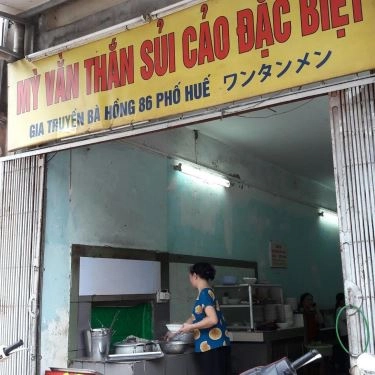 MỲ VẰN THẮN SỦI CẢO ĐẶC BIỆT
GIA TRUYỀN BÀ HỒNG 86 PHỐ HUẾ ワンタンメン